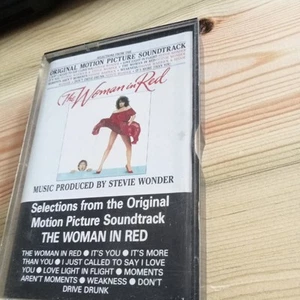 ORIGINAL MOTION PICTURE SOUNDTRACK
The Woman in Red
MUSIC PRODUCED BY STEVIE WONDER
Selections from the Original
Motion Picture Soundtrack
THE WOMAN IN RED
THE WOMAN IN RED ● IT'S YOU ● IT'S MORE
THAN YOU ● I JUST CALLED TO SAY I LOVE
YOU ● LOVE LIGHT IN FLIGHT ● MOMENTS
AREN'T MOMENTS ● WEAKNESS ● DON'T
DRIVE DRUNK